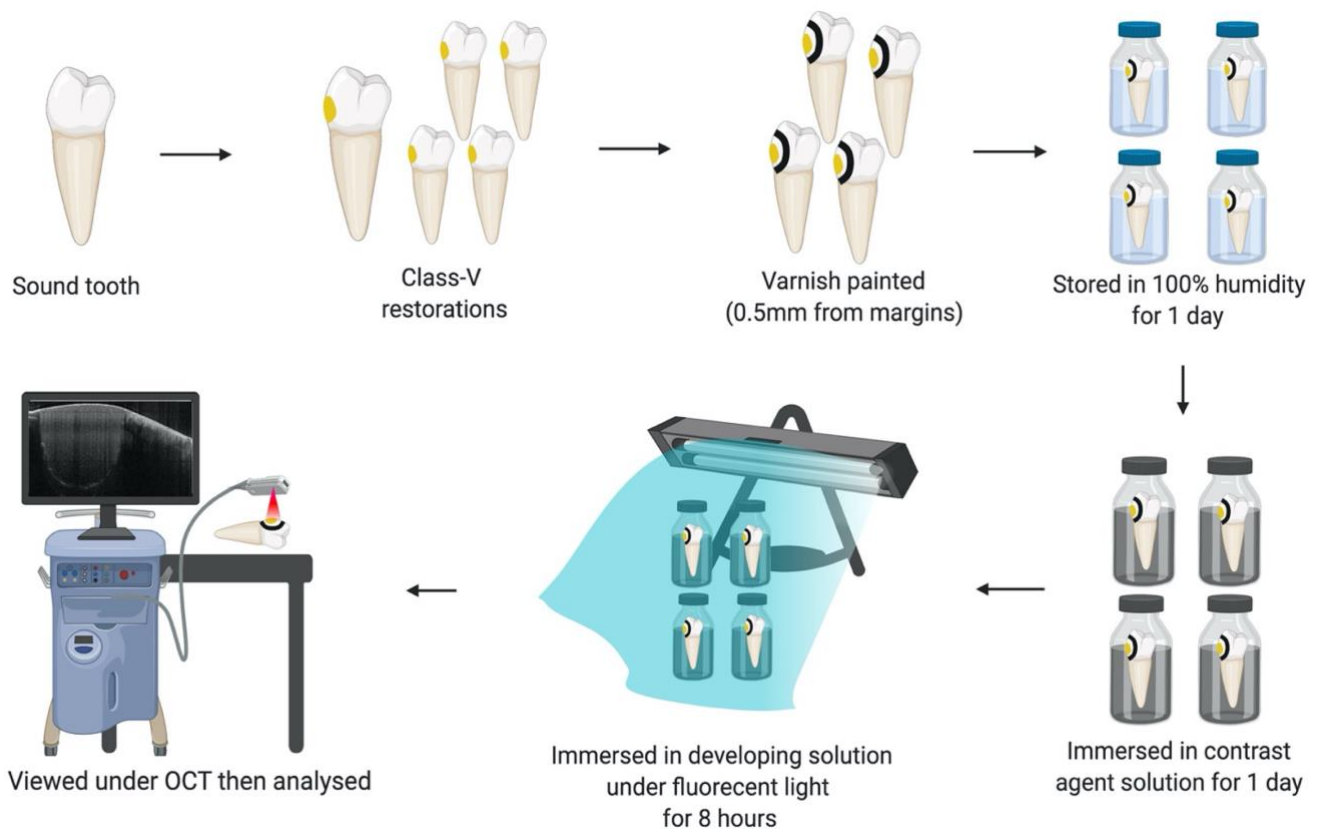 Sound tooth
Class-V
restorations
Varnish painted
(0.5mm from margins)
Stored in 100% humidity
for 1 day
Immersed in contrast
agent solution for 1 day
Immersed in developing solution
under fluorecent light
for 8 hours
Viewed under OCT then analysed